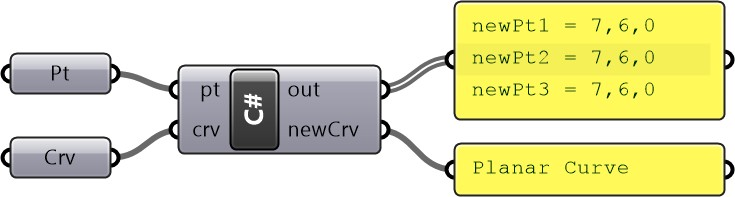 Pt
Crv
pt
crv
C#
out
newCrv
newPt1 = 7,6,0
newPt2 = 7,6,0
newPt3 = 7,6,0
Planar Curve